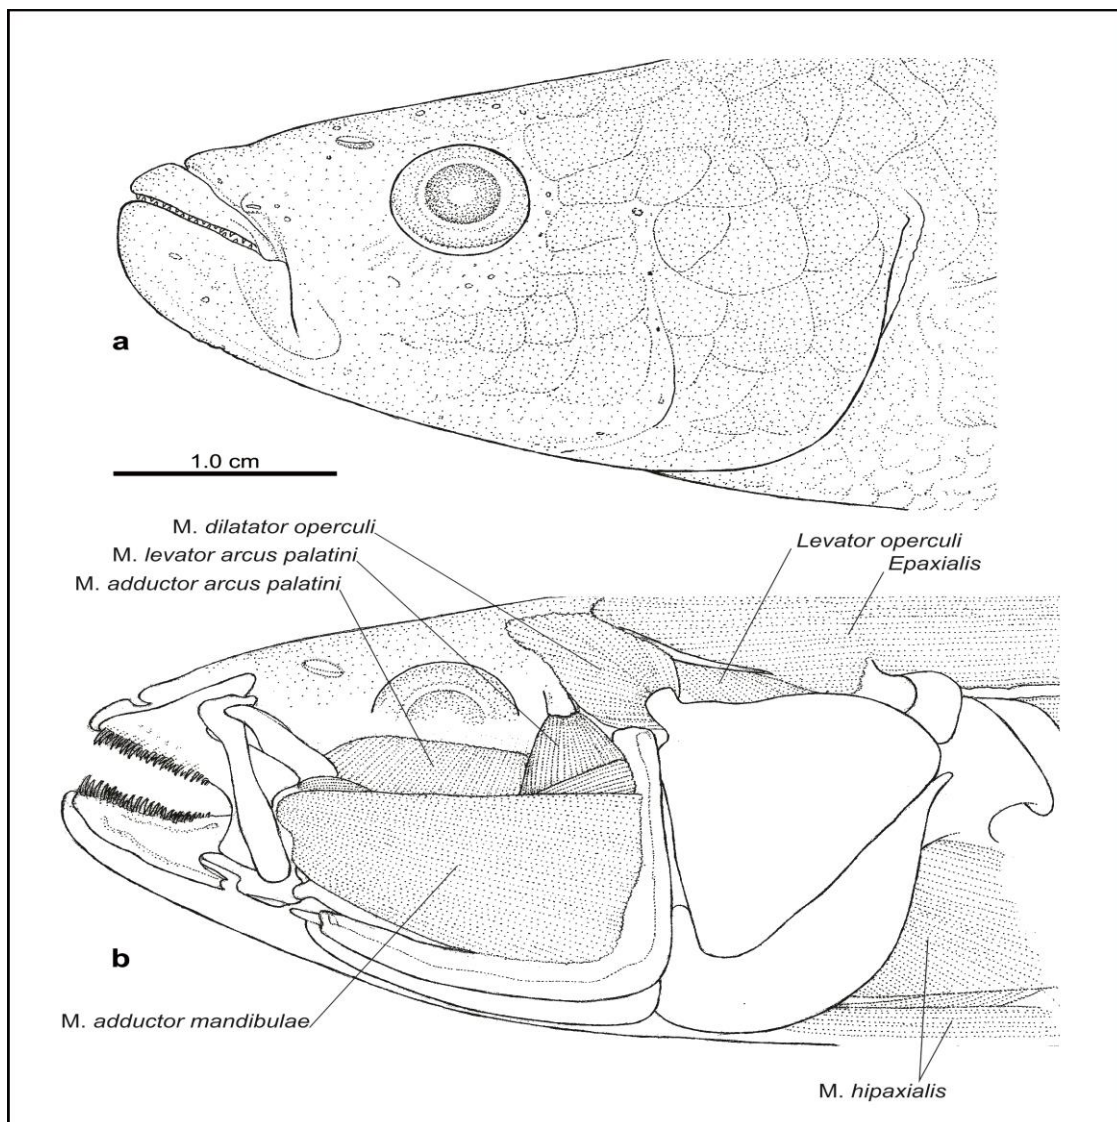 a
1.0 cm
M. dilatator operculi
M. levator arcus palatini
M. adductor arcus palatini
Levator operculi
Epaxialis
b
M. adductor mandibulae
M. hipaxialis